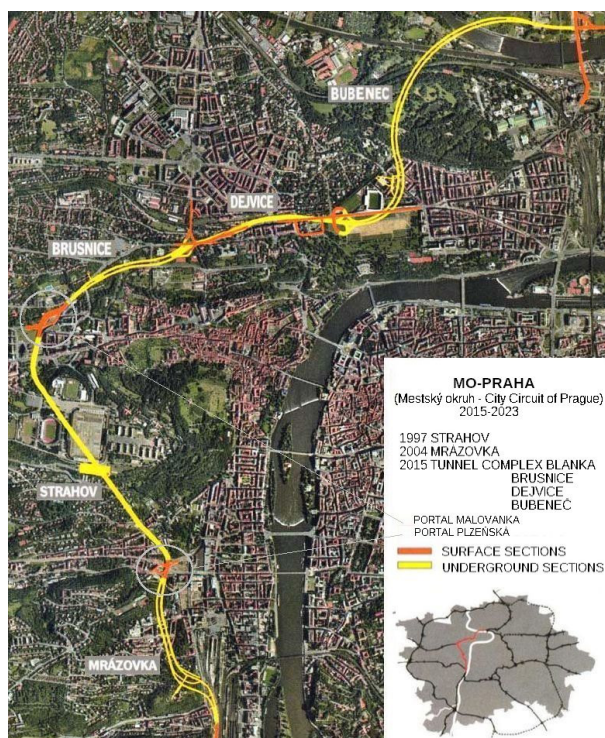 BUBENEC
DEJVICE
BRUSNICE
STRAHOV
MRÁZOVKA
MO-PRAHA
(Mestský okruh - City Circuit of Prague)
2015-2023
1997 STRAHOV
2004 MRÁZOVKA
2015 TUNNEL COMPLEX BLANKA
BRUSNICE
DEJVICE
BUBENEČ
PORTAL MALOVANKA
PORTAL PLZEŃSKÁ
SURFACE SECTIONS
UNDERGROUND SECTIONS